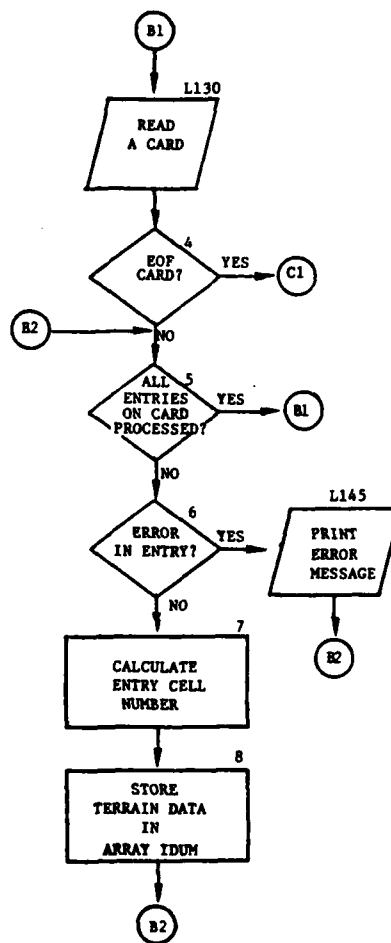 B1
L130
READ
A CARD
4
EOF
CARD?
YES
C1
B2
NO
5
ALL
ENTRIES
ON CARD
PROCESSED?
YES
B1
NO
6
ERROR
IN ENTRY?
YES
L145
PRINT
ERROR
MESSAGE
B2
NO
7
CALCULATE
ENTRY CELL
NUMBER
8
STORE
TERRAIN DATA
IN
ARRAY IDUM
B2